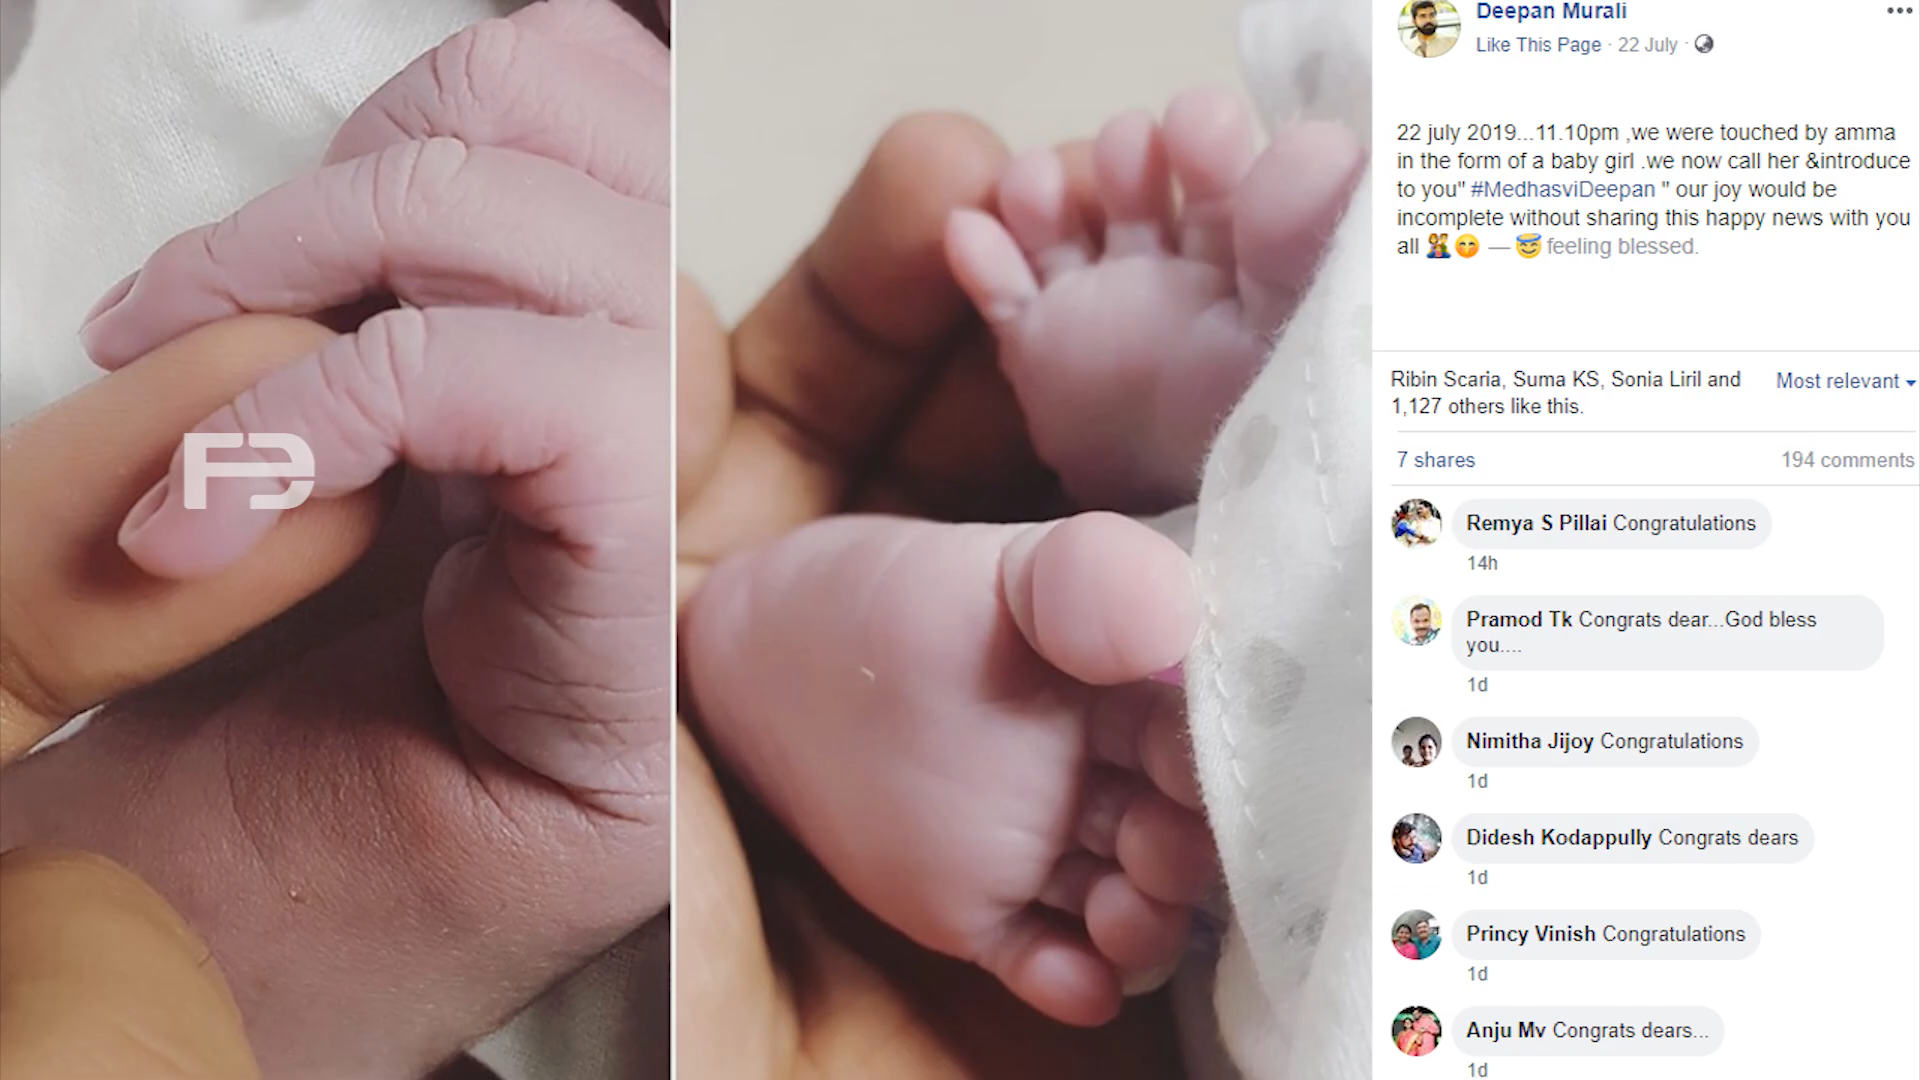 Deepan Murali
Like This Page · 22 July ·
22 july 2019...11.10pm ,we were touched by amma
in the form of a baby girl .we now call her &introduce
to you" #MedhasviDeepan " our joy would be
incomplete without sharing this happy news with you
all — feeling blessed.
Ribin Scaria, Suma KS, Sonia Liril and
1,127 others like this.
Most relevant
7 shares
194 comments
Remya S Pillai Congratulations
14h
Pramod Tk Congrats dear...God bless
you....
1d
Nimitha Jijoy Congratulations
1d
Didesh Kodappully Congrats dears
1d
Princy Vinish Congratulations
1d
Anju Mv Congrats dears...
1d